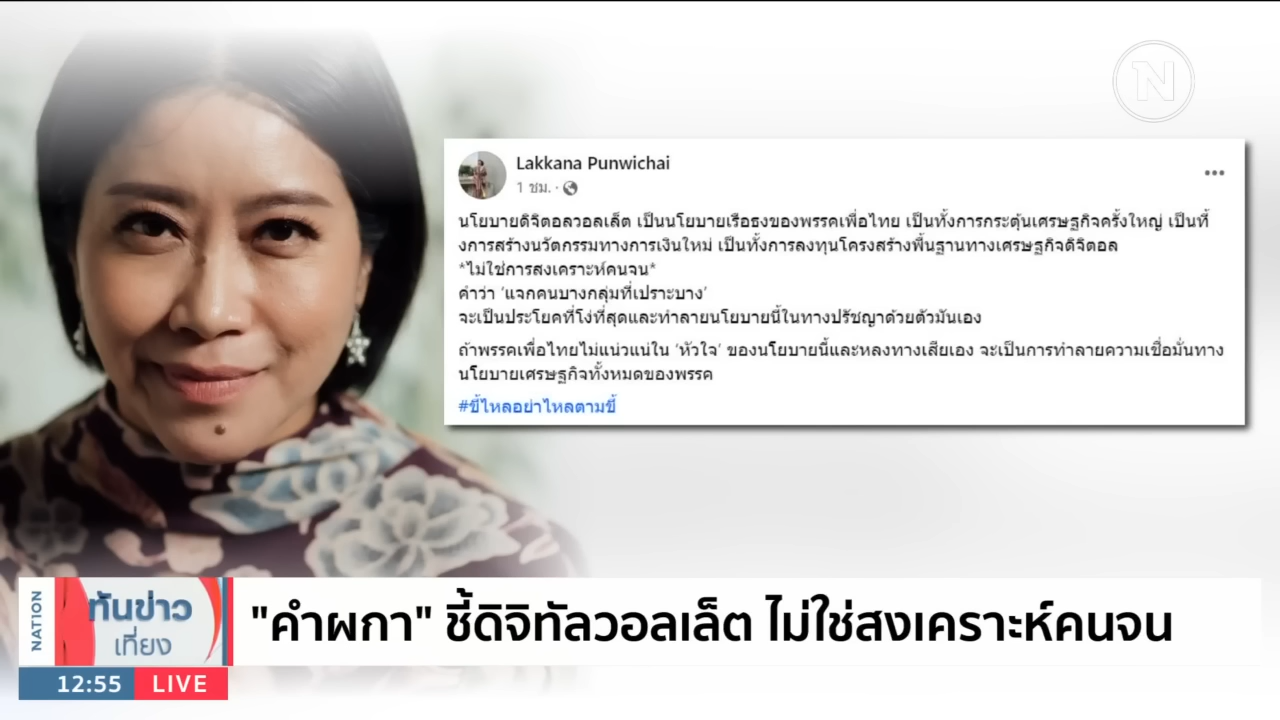 N
Lakkana Punwichai
1 ชม. ·
นโยบายดิจิตอลวอลเล็ต เป็นนโยบายเรือธงของพรรคเพื่อไทย เป็นทั้งการกระตุ้นเศรษฐกิจครั้งใหญ่ เป็นทั้
งการสร้างนวัตกรรมทางการเงินใหม่ เป็นทั้งการลงทุนโครงสร้างพื้นฐานทางเศรษฐกิจดิจิตอล
*ไม่ใช่การสงเคราะห์คนจน*
คำว่า ‘แจกคนบางกลุ่มที่เปราะบาง’
จะเป็นประโยคที่โง่ที่สุดและทำลายนโยบายนี้ในทางปรัชญาด้วยตัวมันเอง
ถ้าพรรคเพื่อไทยไม่แน่วแน่ใน ‘หัวใจ’ ของนโยบายนี้และหลงทางเสียเอง จะเป็นการทำลายความเชื่อมั่นทาง
นโยบายเศรษฐกิจทั้งหมดของพรรค
#ขี้ไหลอย่าไหลตามขี้
NATION
ทันข่าว
เที่ยง
"คำผกา" ชี้ดิจิทัลวอลเล็ต ไม่ใช่สงเคราะห์คนจน
12:55 LIVE